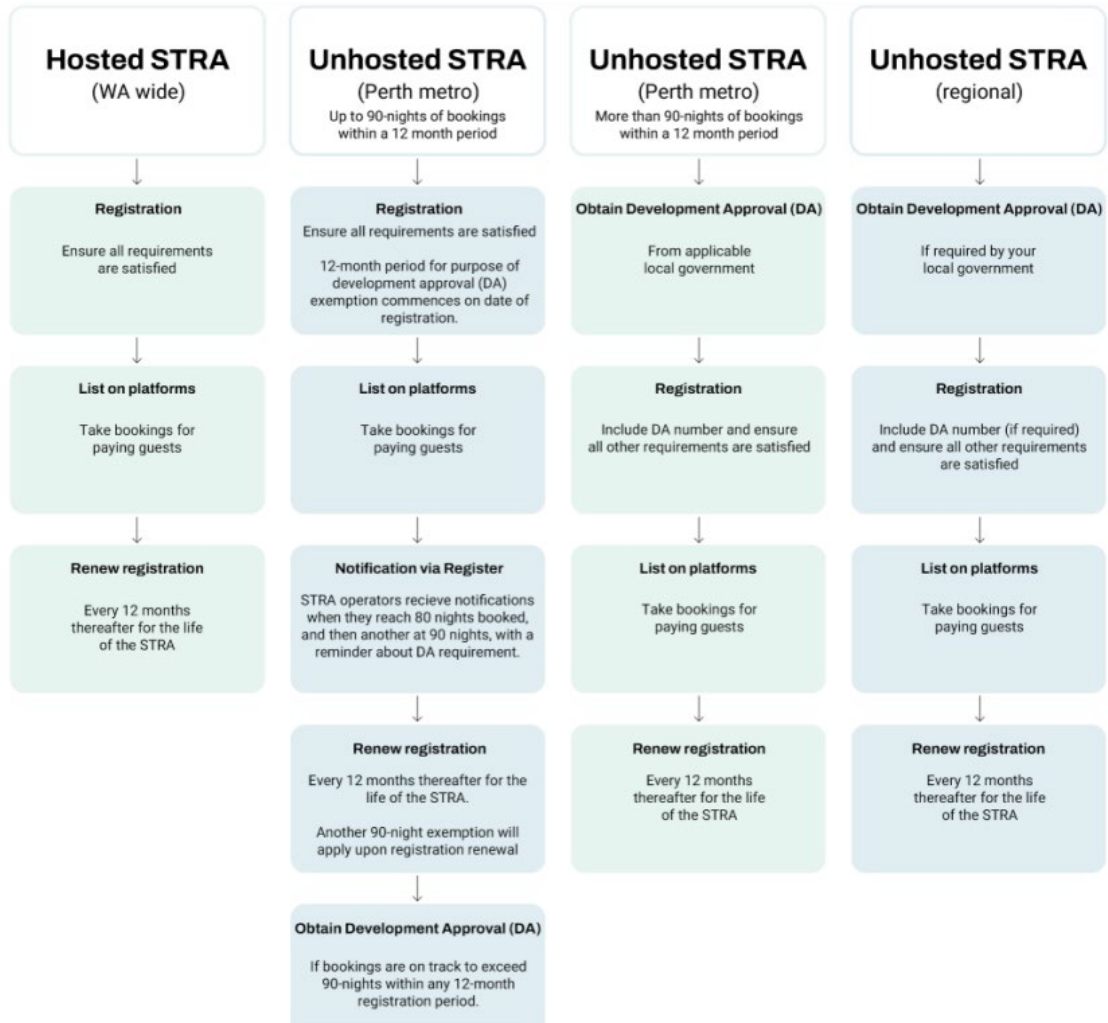 Hosted STRA
(WA wide)
Registration
Ensure all requirements
are satisfied
List on platforms
Take bookings for
paying guests
Renew registration
Every 12 months
thereafter for the life
of the STRA
Unhosted STRA
(Perth metro)
Up to 90-nights of bookings
within a 12 month period
Registration
Ensure all requirements are satisfied
12-month period for purpose of
development approval (DA)
exemption commences on date of
registration.
List on platforms
Take bookings for
paying guests
Notification via Register
STRA operators recieve notifications
when they reach 80 nights booked,
and then another at 90 nights, with a
reminder about DA requirement.
Renew registration
Every 12 months thereafter for the
life of the STRA.
Another 90-night exemption will
apply upon registration renewal
Obtain Development Approval (DA)
If bookings are on track to exceed
90-nights within any 12-month
registration period.
Unhosted STRA
(Perth metro)
More than 90-nights of bookings
within a 12 month period
Obtain Development Approval (DA)
From applicable
local government
Registration
Include DA number and ensure
all other requirements are satisfied
List on platforms
Take bookings for
paying guests
Renew registration
Every 12 months
thereafter for the life
of the STRA
Unhosted STRA
(regional)
Obtain Development Approval (DA)
If required by your
local government
Registration
Include DA number (if required)
and ensure all other requirements
are satisfied
List on platforms
Take bookings for
paying guests
Renew registration
Every 12 months
thereafter for the life
of the STRA